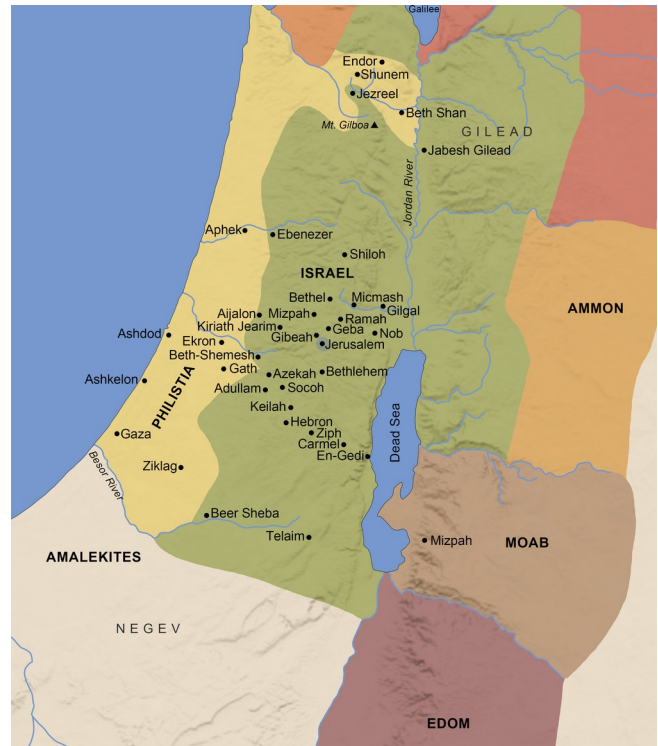 Galilee
Endor
Shunem
Jezreel
Beth Shan
Mt. Gilboa
GILEAD
Jabesh Gilead
Jordan River
Aphek
Ebenezer
Shiloh
ISRAEL
Bethel
Micmash
Gilgal
AMMON
Aijalon
Mizpah
Ramah
Kiriath Jearim
Geba
Nob
Ashdod
Gibeah
Ekron
Jerusalem
Beth-Shemesh
Gath
Azekah
Bethlehem
Ashkelon
Adullam
Socoh
PHILISTIA
Keilah
Dead Sea
Hebron
Gaza
Ziph
Carmel
En-Gedi
Besor River
Ziklag
Beer Sheba
Telaim
Mizpah
MOAB
AMALEKITES
NEGEV
EDOM